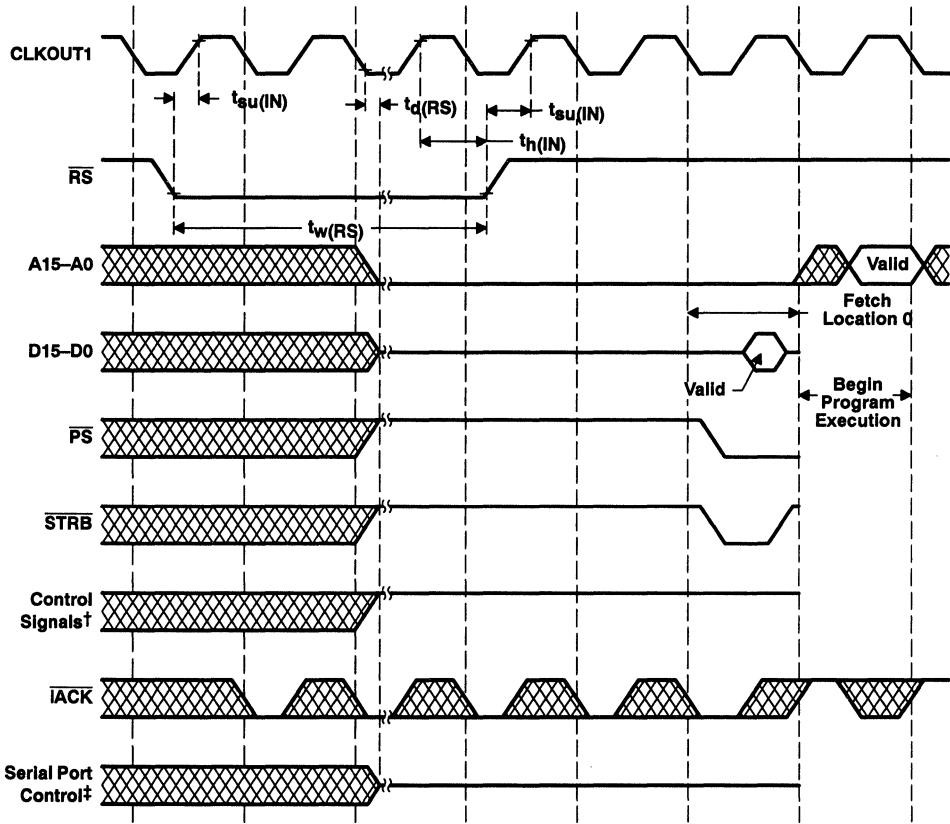 CLKOUT1
tsu(IN)
td(RS)
tsu(IN)
th(IN)
RS
tw(RS)
A15–A0
Valid
Fetch
Location 0
D15–D0
Valid
Begin
Program
Execution
PS
STRB
Control
Signals†
IACK
Serial Port
Control‡